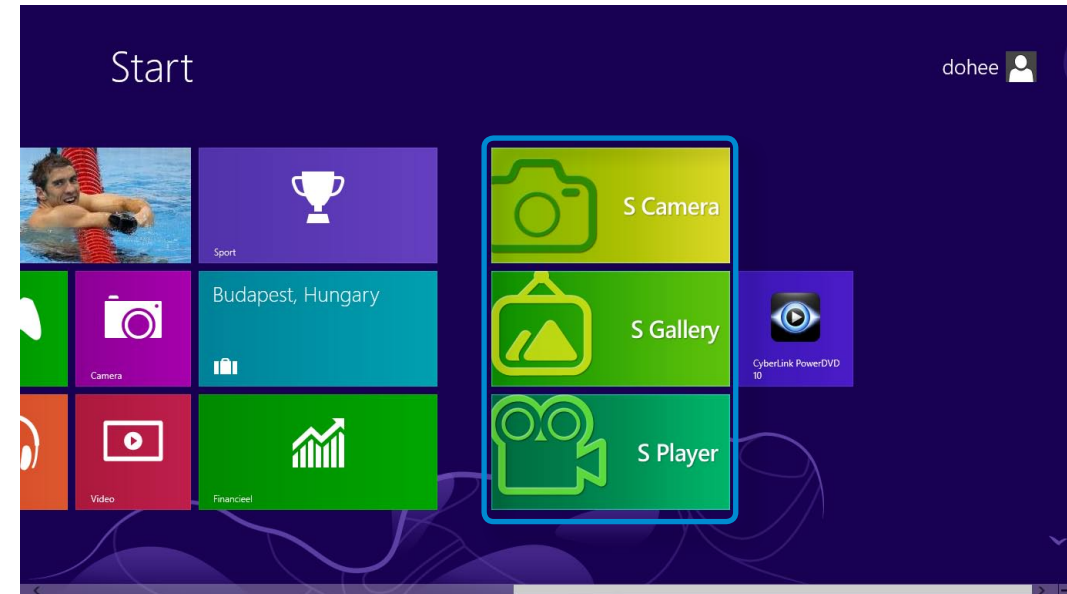 Start
dohee
Sport
S Camera
Budapest, Hungary
Camera
S Gallery
CyberLink PowerDVD
10
Video
Financieel
S Player